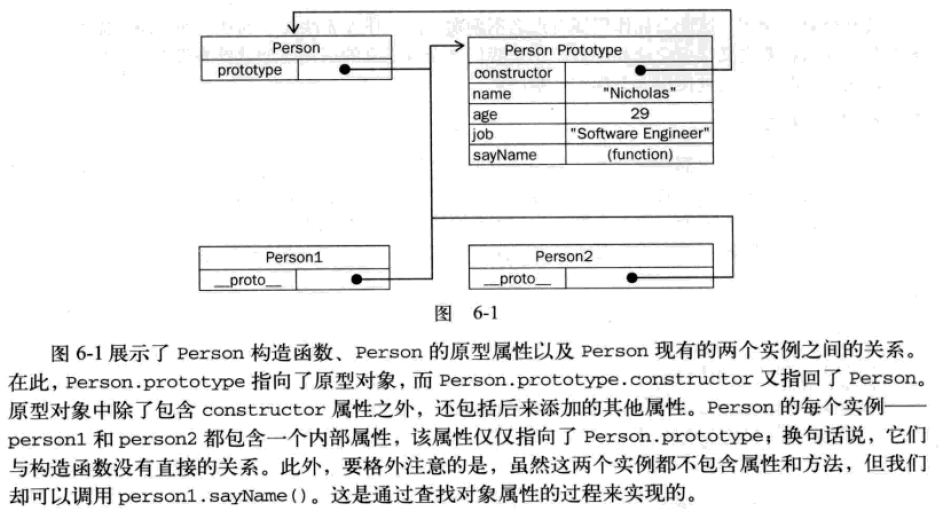 Person
prototype
Person Prototype
constructor
name "Nicholas"
age 29
job "Software Engineer"
sayName (function)
Person1
__proto__
Person2
__proto__
图 6-1
图 6-1 展示了 Person 构造函数、Person 的原型属性以及 Person 现有的两个实例之间的关系。
在此，Person.prototype 指向了原型对象，而 Person.prototype.constructor 又指回了 Person。
原型对象中除了包含 constructor 属性之外，还包括后来添加的其他属性。Person 的每个实例——
person1 和 person2 都包含一个内部属性，该属性仅仅指向了 Person.prototype；换句话说，它们
与构造函数没有直接的关系。此外，要格外注意的是，虽然这两个实例都不包含属性和方法，但我们
却可以调用 person1.sayName()。这是通过查找对象属性的过程来实现的。